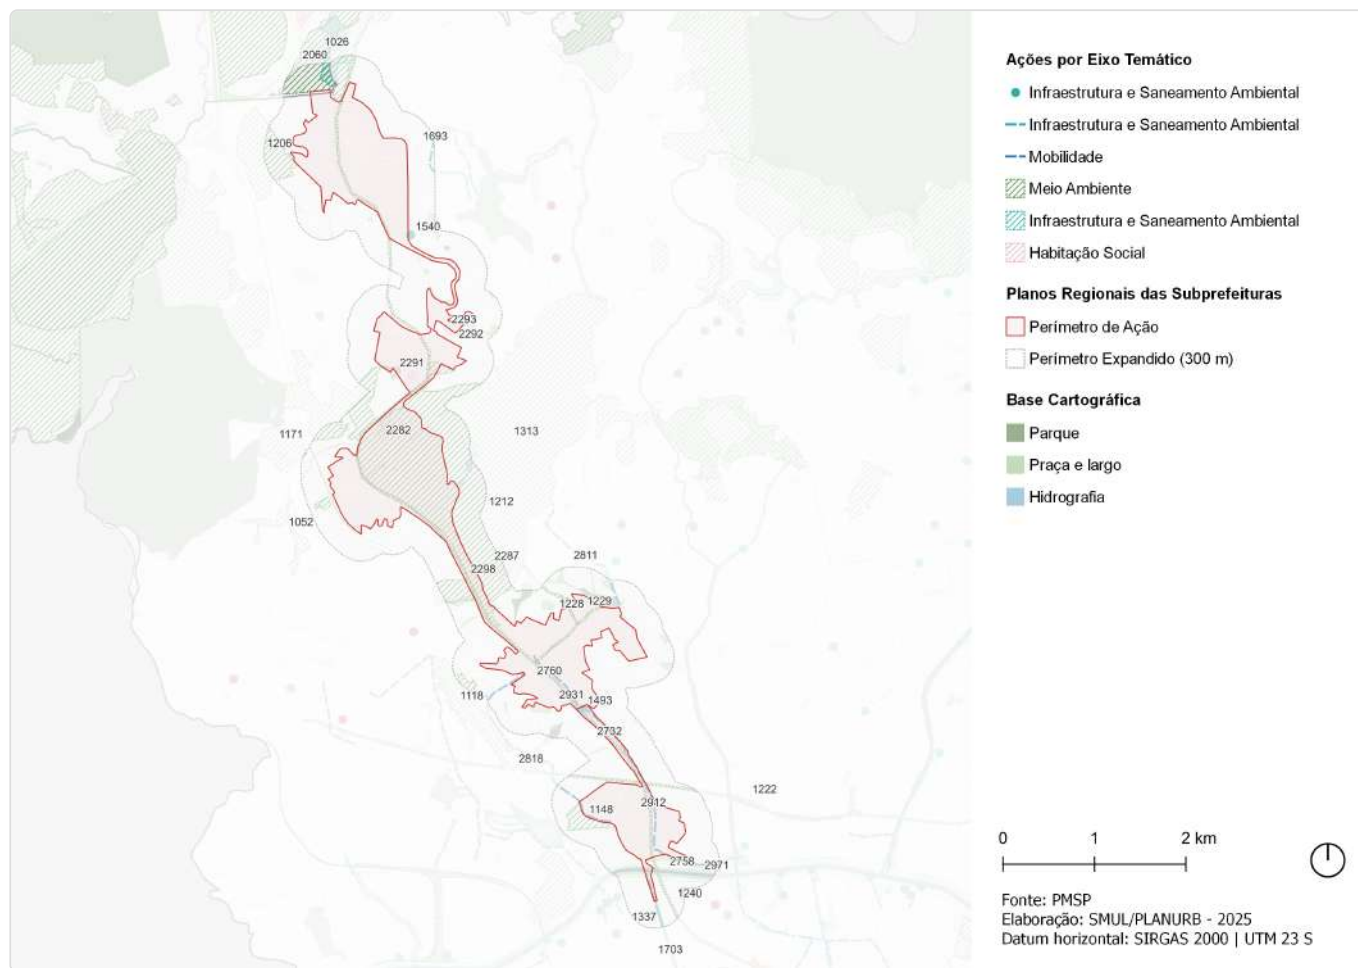 1026
2060
1693
1206
1540
2293
2292
2291
2282
1171
1313
1212
1052
2287
2811
2298
1228
1229
2760
1118
2931
1493
2732
2818
1222
2912
1148
2758
2971
1240
1337
1703
Ações por Eixo Temático
Infraestrutura e Saneamento Ambiental
Infraestrutura e Saneamento Ambiental
Mobilidade
Meio Ambiente
Infraestrutura e Saneamento Ambiental
Habitação Social
Planos Regionais das Subprefeituras
Perímetro de Ação
Perímetro Expandido (300 m)
Base Cartográfica
Parque
Praça e largo
Hidrografia
0 1 2 km
Fonte: PMSP
Elaboração: SMUL/PLANURB - 2025
Datum horizontal: SIRGAS 2000 | UTM 23 S